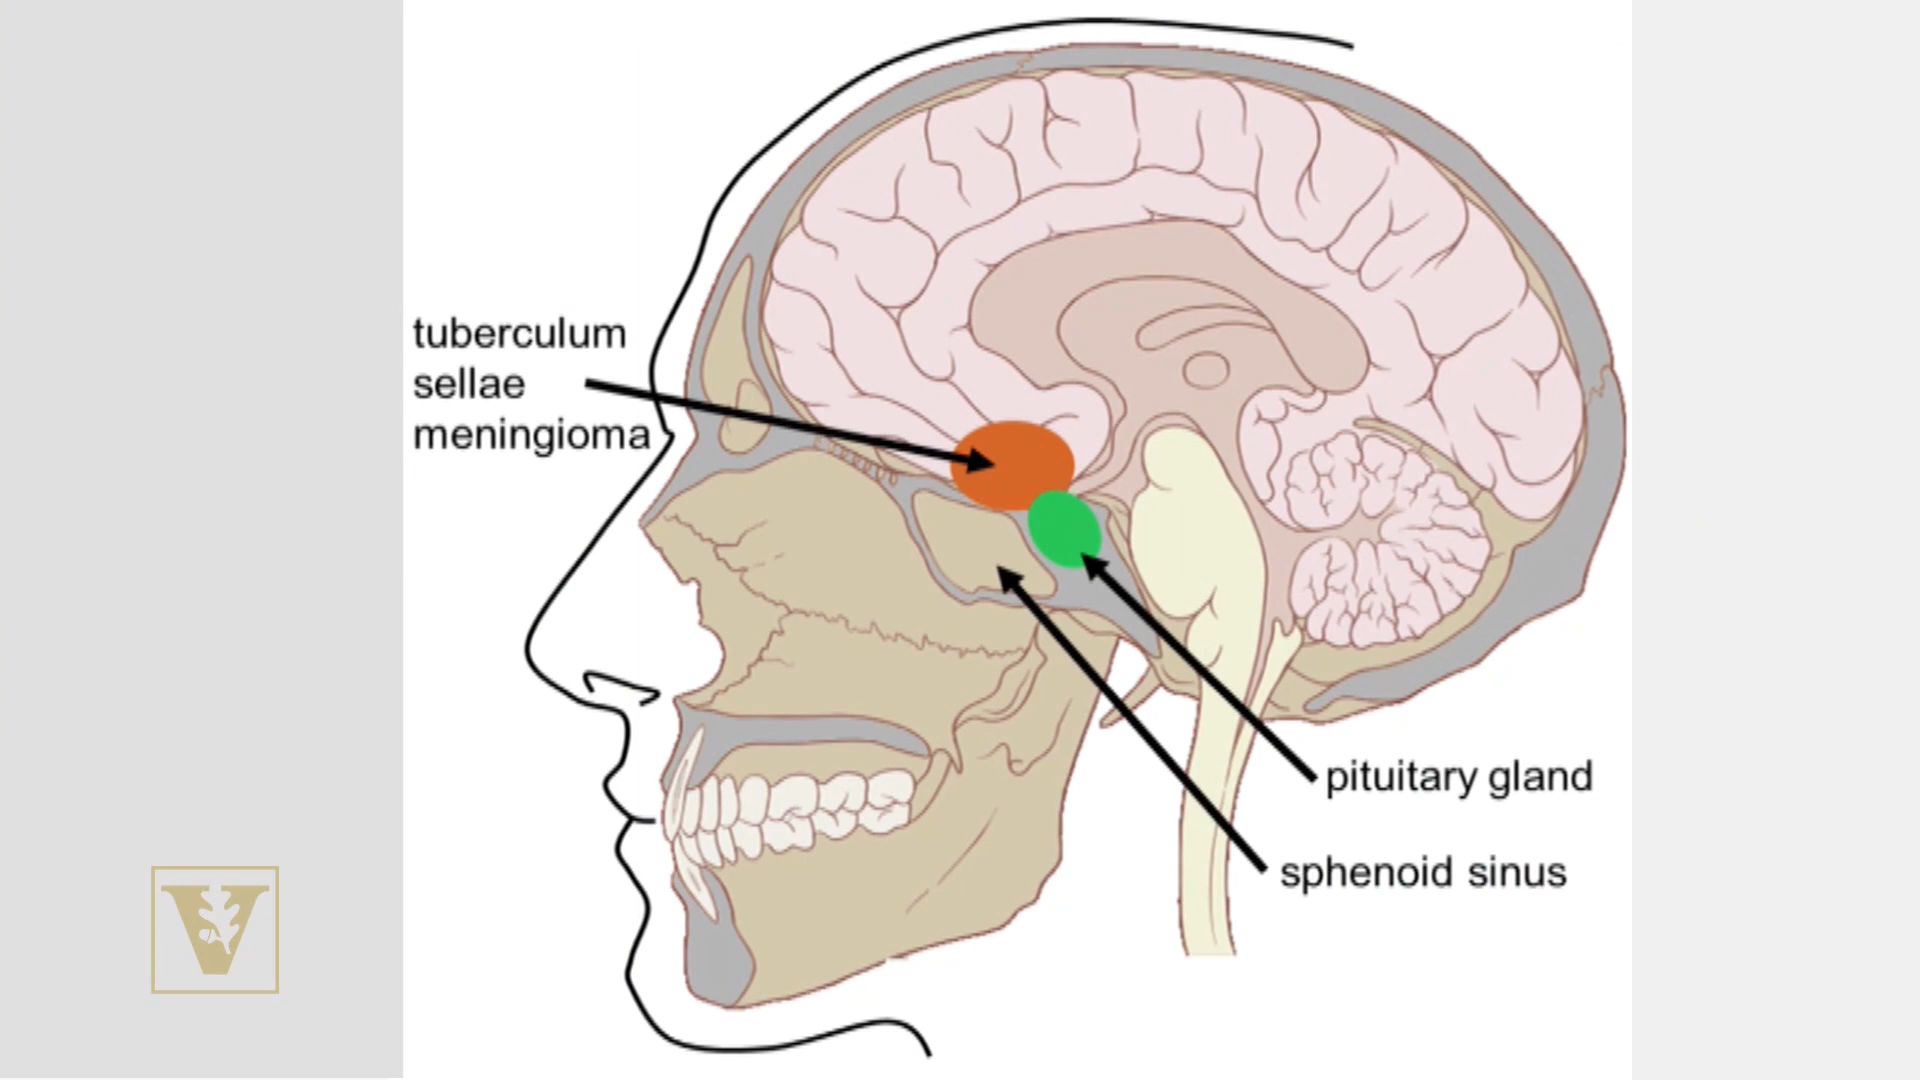 tuberculum
sellae
meningioma
pituitary gland
sphenoid sinus
V